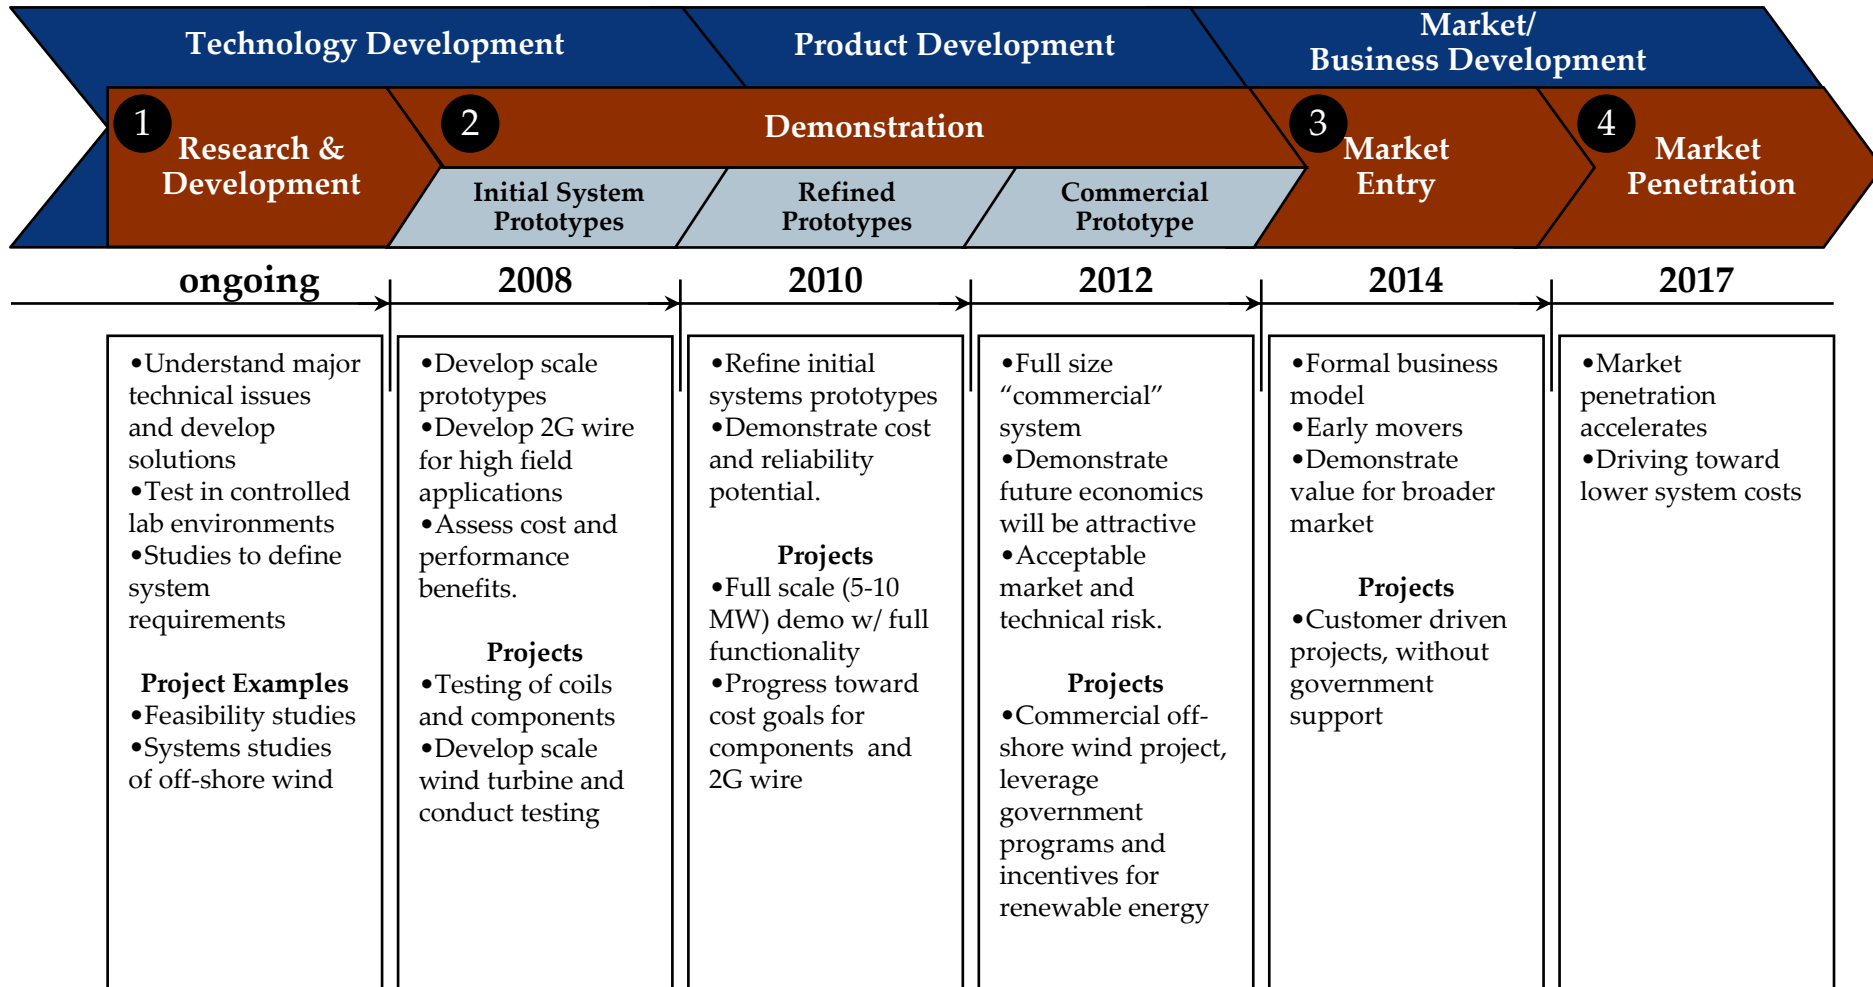 Technology Development
Product Development
Market/
Business Development
1
Research &
Development
2
Demonstration
Initial System
Prototypes
Refined
Prototypes
Commercial
Prototype
3
Market
Entry
4
Market
Penetration
ongoing
2008
2010
2012
2014
2017
•Understand major
technical issues
and develop
solutions
•Test in controlled
lab environments
•Studies to define
system
requirements
Project Examples
•Feasibility studies
•Systems studies
of off-shore wind
•Develop scale
prototypes
•Develop 2G wire
for high field
applications
•Assess cost and
performance
benefits.
Projects
•Testing of coils
and components
•Develop scale
wind turbine and
conduct testing
•Refine initial
systems prototypes
•Demonstrate cost
and reliability
potential.
Projects
•Full scale (5-10
MW) demo w/ full
functionality
•Progress toward
cost goals for
components and
2G wire
•Full size
“commercial”
system
•Demonstrate
future economics
will be attractive
•Acceptable
market and
technical risk.
Projects
•Commercial off-
shore wind project,
leverage
government
programs and
incentives for
renewable energy
•Formal business
model
•Early movers
•Demonstrate
value for broader
market
Projects
•Customer driven
projects, without
government
support
•Market
penetration
accelerates
•Driving toward
lower system costs